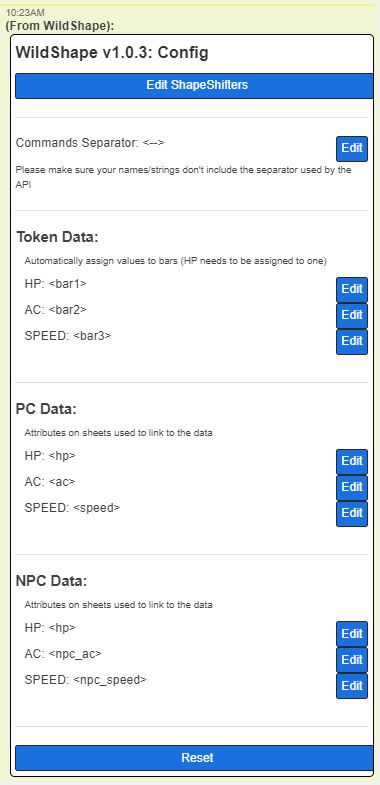 10:23AM
(From WildShape):
WildShape v1.0.3: Config
Edit ShapeShifters
Commands Separator: <--> Edit
Please make sure your names/strings don't include the separator used by the
API
Token Data:
Automatically assign values to bars (HP needs to be assigned to one)
HP: <bar1> Edit
AC: <bar2> Edit
SPEED: <bar3> Edit
PC Data:
Attributes on sheets used to link to the data
HP: <hp> Edit
AC: <ac> Edit
SPEED: <speed> Edit
NPC Data:
Attributes on sheets used to link to the data
HP: <hp> Edit
AC: <npc_ac> Edit
SPEED: <npc_speed> Edit
Reset